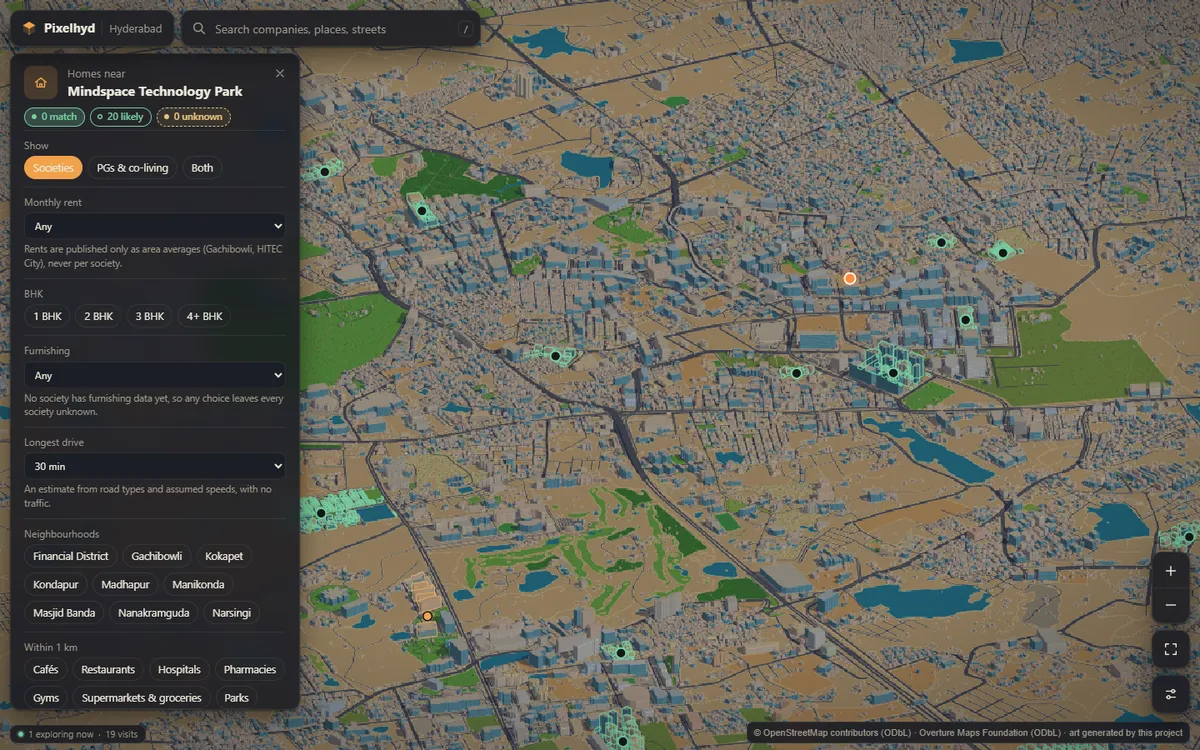 Pixelhyd
Hyderabad
Search companies, places, streets
/
Homes near
Mindspace Technology Park
0 match
20 likely
0 unknown
Show
Societies
PGs & co-living
Both
Monthly rent
Any
Rents are published only as area averages (Gachibowli, HITEC
City), never per society.
BHK
1 BHK
2 BHK
3 BHK
4+ BHK
Furnishing
Any
No society has furnishing data yet, so any choice leaves every
society unknown.
Longest drive
30 min
An estimate from road types and assumed speeds, with no
traffic.
Neighbourhoods
Financial District
Gachibowli
Kokapet
Kondapur
Madhapur
Manikonda
Masjid Banda
Nanakramguda
Narsingi
Within 1 km
Cafés
Restaurants
Hospitals
Pharmacies
Gyms
Supermarkets & groceries
Parks
1 exploring now · 19 visits
© OpenStreetMap contributors (ODbL) · Overture Maps Foundation (ODbL) · art generated by this project